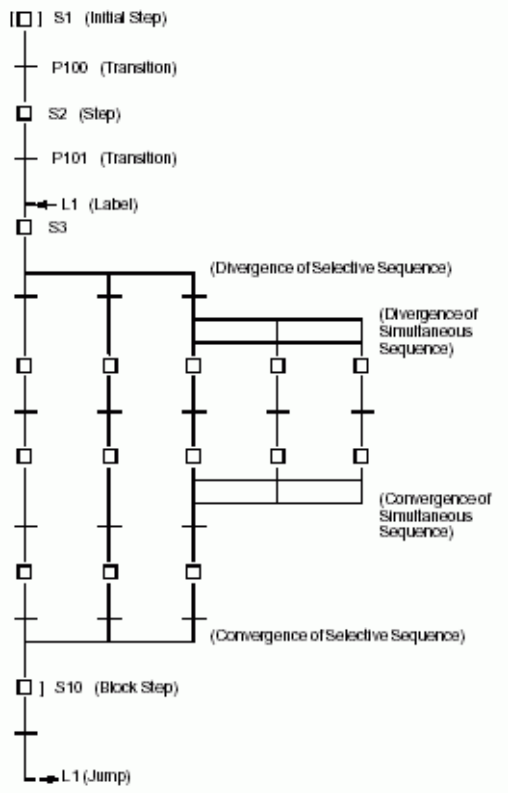 [ ] S1 (Initial Step)
P100 (Transition)
S2 (Step)
P101 (Transition)
L1 (Label)
S3
(Divergence of Selective Sequence)
(Divergence of
Simultaneous
Sequence)
(Convergence of
Simultaneous
Sequence)
(Convergence of Selective Sequence)
] S10 (Block Step)
L1 (Jump)